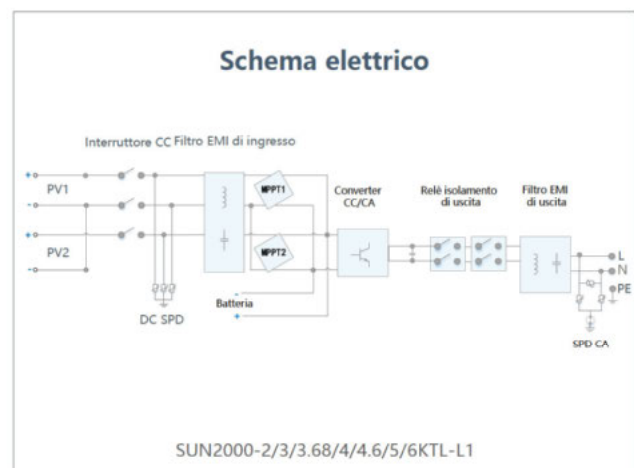 Schema elettrico
Interruttore CC Filtro EMI di ingresso
+
PV1
-
+
PV2
-
MPPT1
MPPT2
Converter
CC/CA
Relè isolamento
di uscita
Filtro EMI
di uscita
L
N
PE
DC SPD
-
Batteria
+
SPD CA
SUN2000-2/3/3.68/4/4.6/5/6KTL-L1